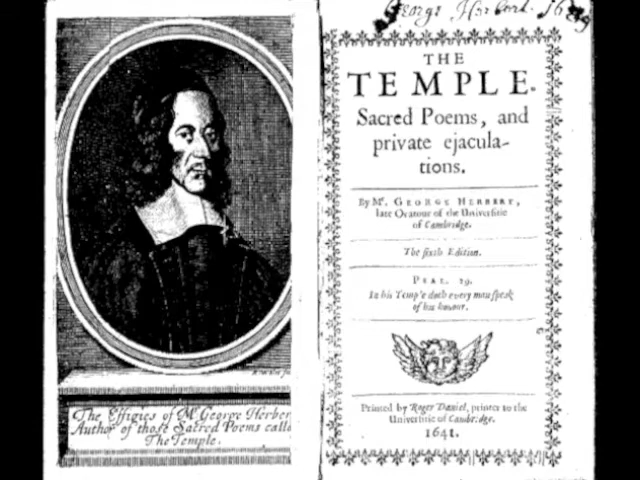 The Effigies of Mr George Herber
Author of those Sacred Poems calle
The Temple.
George Herbert. 16
THE
TEMPLE.
Sacred Poems, and
private ejacula-
tions.
By Mr. GEORGE HERBERT,
late Oratour of the Universitie
of Cambridge.
The sixth Edition.
PSAL. 29.
In his Temple doth every man speak
of his honour.
Printed by Roger Daniel, printer to the
Universitie of Cambridge.
1641.